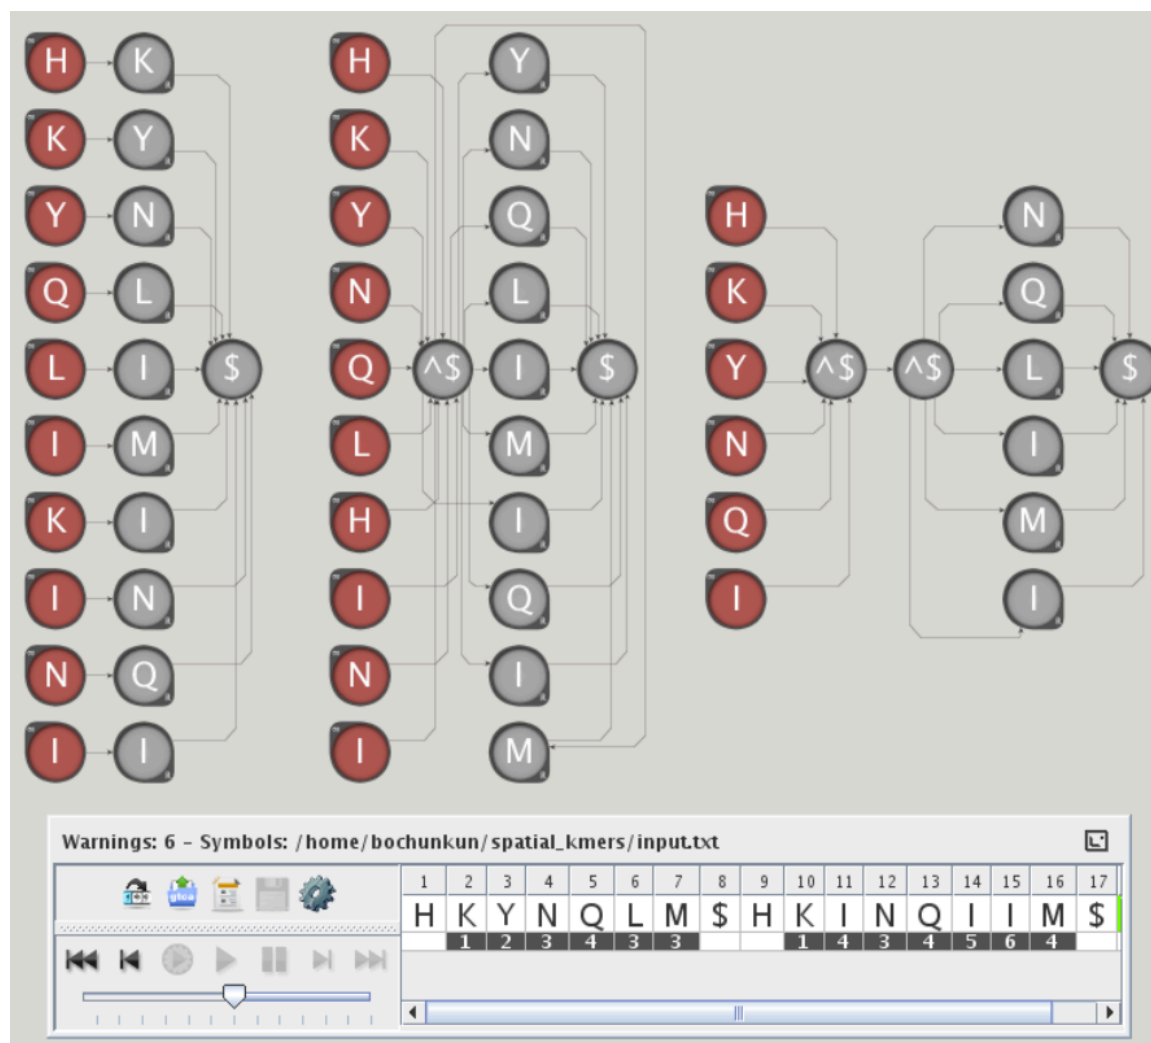 H K H Y
K Y K N
Y N Y Q H N
Q L N L K Q
L I $ Q ^$ I $ Y ^$ ^$ L $
I M L M N I
K I H I Q M
I N I Q I I
N Q N I
I I I M
Warnings: 6 - Symbols: /home/bochunkun/spatial_kmers/input.txt
1 2 3 4 5 6 7 8 9 10 11 12 13 14 15 16 17
H K Y N Q L M $ H K I N Q I I M $
1 2 3 4 3 3 1 4 3 4 5 6 4